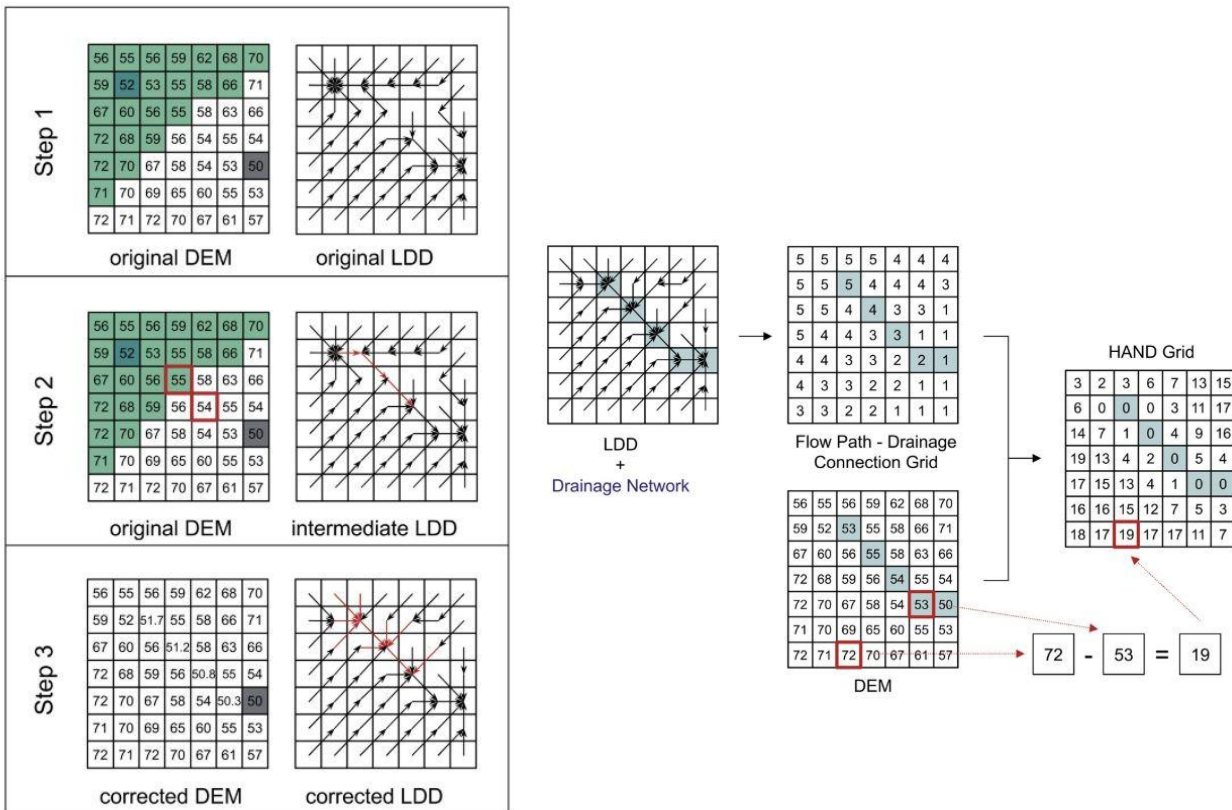 Step 1
56 55 56 59 62 68 70
59 52 53 55 58 66 71
67 60 56 55 58 63 66
72 68 59 56 54 55 54
72 70 67 58 54 53 50
71 70 69 65 60 55 53
72 71 72 70 67 61 57
original DEM
original LDD
Step 2
56 55 56 59 62 68 70
59 52 53 55 58 66 71
67 60 56 55 58 63 66
72 68 59 56 54 55 54
72 70 67 58 54 53 50
71 70 69 65 60 55 53
72 71 72 70 67 61 57
original DEM
intermediate LDD
Step 3
56 55 56 59 62 68 70
59 52 51.7 55 58 66 71
67 60 56 51.2 58 63 66
72 68 59 56 50.8 55 54
72 70 67 58 54 50.3 50
71 70 69 65 60 55 53
72 71 72 70 67 61 57
corrected DEM
corrected LDD
LDD
+
Drainage Network
5 5 5 5 4 4 4
5 5 5 4 4 4 3
5 5 4 4 3 3 1
5 4 4 3 3 1 1
4 4 3 3 2 2 1
4 3 3 2 2 1 1
3 3 2 2 1 1 1
Flow Path - Drainage
Connection Grid
56 55 56 59 62 68 70
59 52 53 55 58 66 71
67 60 56 55 58 63 66
72 68 59 56 54 55 54
72 70 67 58 54 53 50
71 70 69 65 60 55 53
72 71 72 70 67 61 57
DEM
HAND Grid
3 2 3 6 7 13 15
6 0 0 0 3 11 17
14 7 1 0 4 9 16
19 13 4 2 0 5 4
17 15 13 4 1 0 0
16 16 15 12 7 5 3
18 17 19 17 17 11 7
72 - 53 = 19